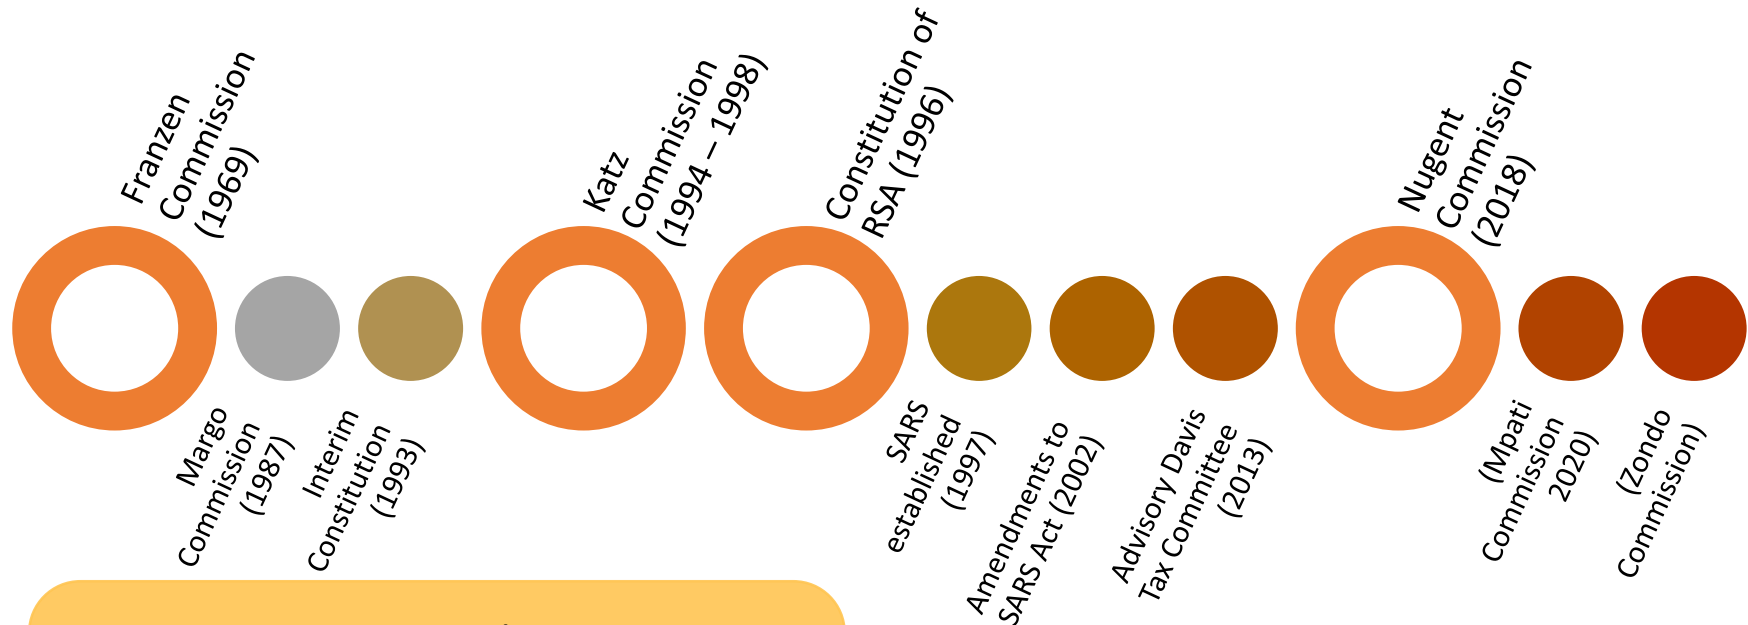 Franzen
Commission
(1969)
Margo
Commission
(1987)
Interim
Constitution
(1993)
Katz
Commission
(1994 – 1998)
Constitution of
RSA (1996)
SARS
established
(1997)
Amendments to
SARS Act (2002)
Advisory Davis
Tax Committee
(2013)
Nugent
Commission
(2018)
(Mpati
Commission
2020)
(Zondo
Commission)